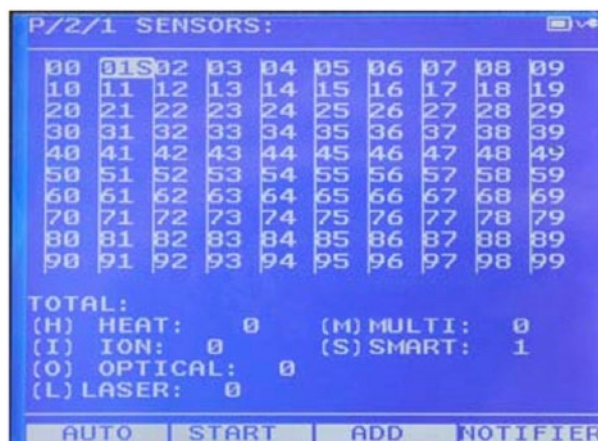 P/2/1 SENSORS:
00 01S02 03 04 05 06 07 08 09
10 11 12 13 14 15 16 17 18 19
20 21 22 23 24 25 26 27 28 29
30 31 32 33 34 35 36 37 38 39
40 41 42 43 44 45 46 47 48 49
50 51 52 53 54 55 56 57 58 59
60 61 62 63 64 65 66 67 68 69
70 71 72 73 74 75 76 77 78 79
80 81 82 83 84 85 86 87 88 89
90 91 92 93 94 95 96 97 98 99
TOTAL:
(H) HEAT: 0 (M)MULTI: 0
(I) ION: 0 (S)SMART: 1
(O) OPTICAL: 0
(L)LASER: 0
AUTO START ADD NOTIFIER